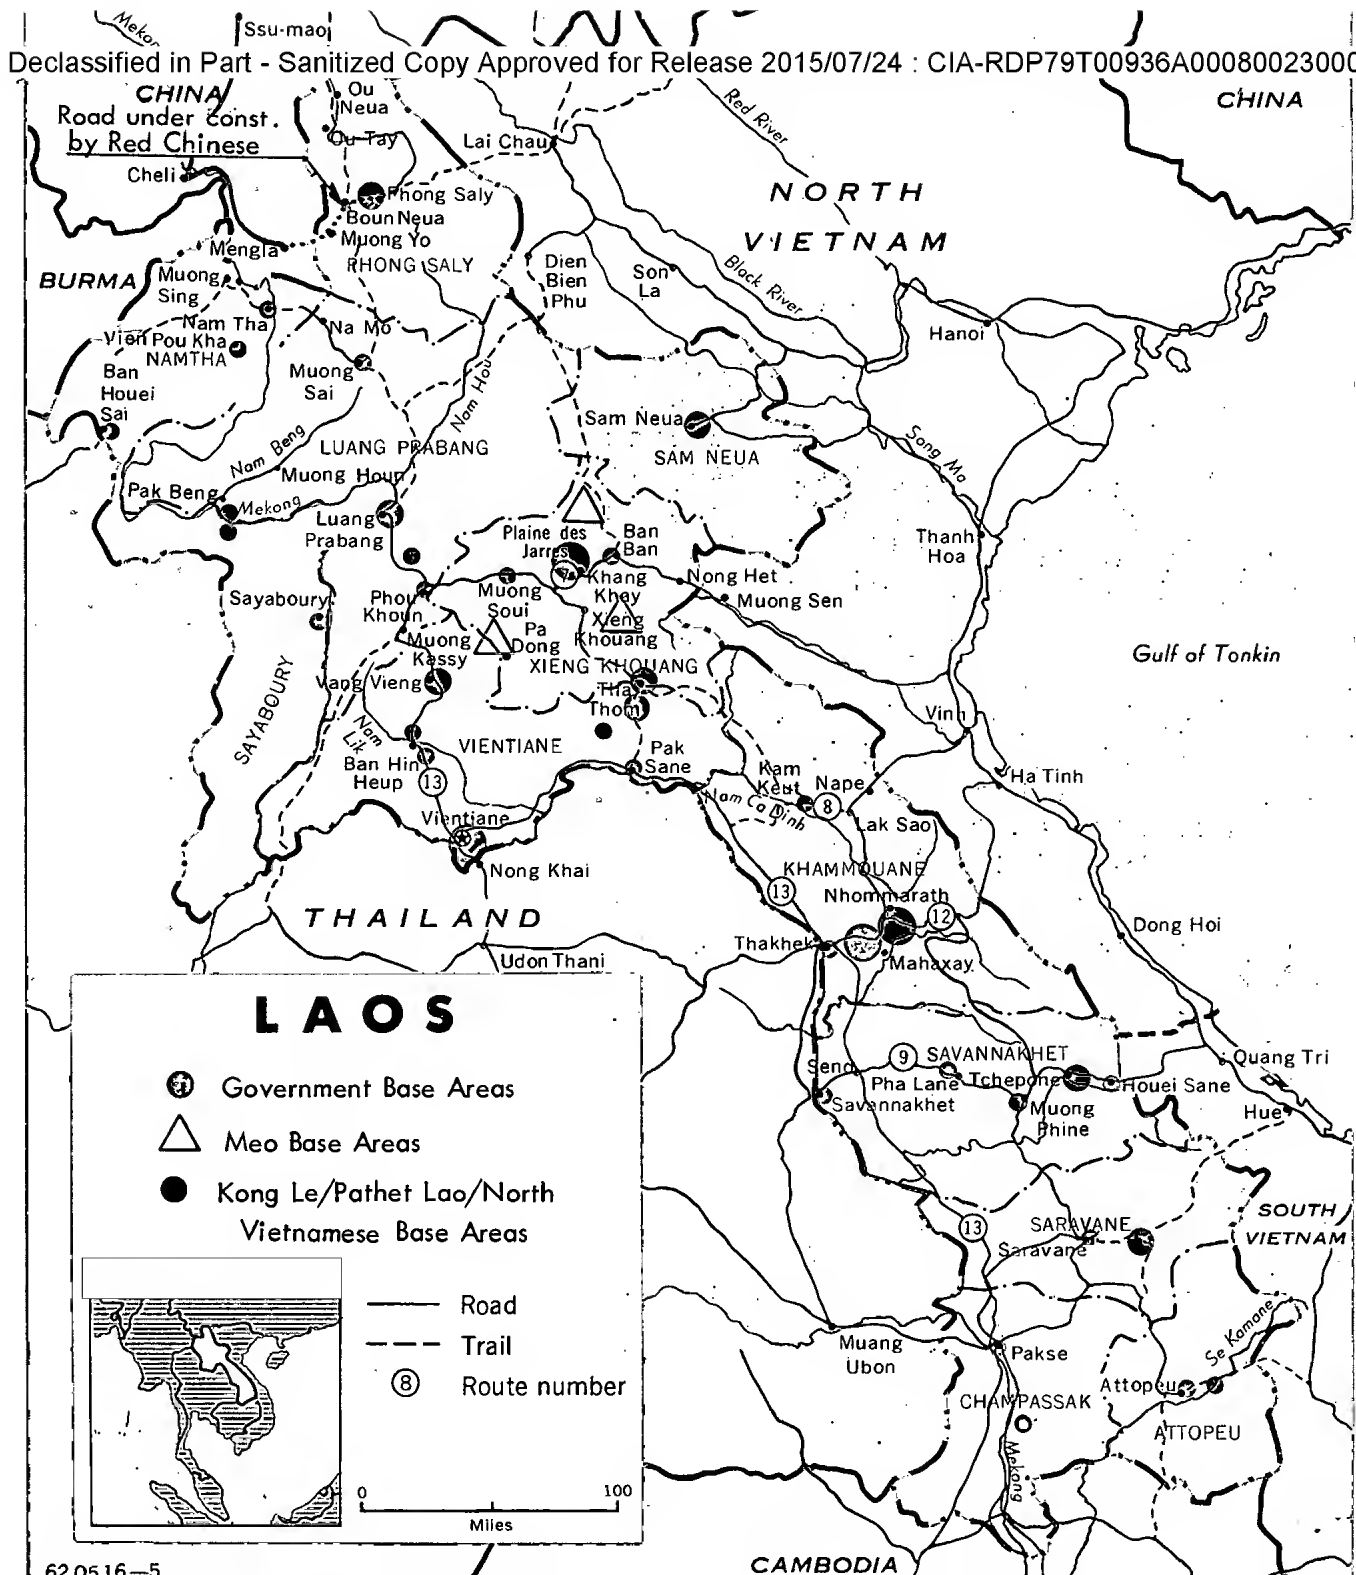 Mekon
Ssu-mao
Declassified in Part - Sanitized Copy Approved for Release 2015/07/24 : CIA-RDP79T00936A00080023000
CHINA
Road under const.
by Red Chinese
Ou
Neua
Ou Tay
Lai Chau
Red River
CHINA
Cheli
Phong Saly
Boun Neua
Muong Yo
PHONG SALY
NORTH
VIETNAM
Mengla
BURMA
Muong
Sing
Dien
Bien
Phu
Son
La
Black River
Nam Tha
Vien Pou Kha
NAMTHA
Na Mo
Hanoi
Ban
Houei
Sai
Muong
Sai
Nam Hou
Sam Neua
SAM NEUA
Song Ma
Nam Beng
LUANG PRABANG
Muong Houn
Pak Beng
Mekong
Luang
Prabang
Plaine des
Jarres
Ban
Ban
Thanh
Hoa
7
Khang
Khay
Nong Het
Muong Sen
Sayaboury
Phou
Khoun
Muong
Soui
Xieng
Khouang
Muong
Kassy
Pa
Dong
XIENG KHOUANG
Gulf of Tonkin
SAYABOURY
Vang Vieng
Tha
Thom
Vinh
Nam
Lik
VIENTIANE
Pak
Sane
Ban Hin
Heup
13
Kam
Keut
Nape
8
Ha Tinh
Nam Ca Dinh
Lak Sao
Vientiane
Nong Khai
KHAMMOUANE
13
Nhommarath
12
THAILAND
Thakhek
Mahaxay
Dong Hoi
Udon Thani
LAOS
Government Base Areas
Meo Base Areas
Kong Le/Pathet Lao/North
Vietnamese Base Areas
Road
Trail
8
Route number
0
100
Miles
9
SAVANNAKHET
Seno
Pha Lane
Tchepone
Houei Sane
Quang Tri
Savannakhet
Muong
Phine
Hue
13
SARAVANE
Saravane
SOUTH
VIETNAM
Muang
Ubon
Pakse
Se Kamane
CHAMPASSAK
Attopeu
ATTOPEU
Mekong
CAMBODIA
620516—5